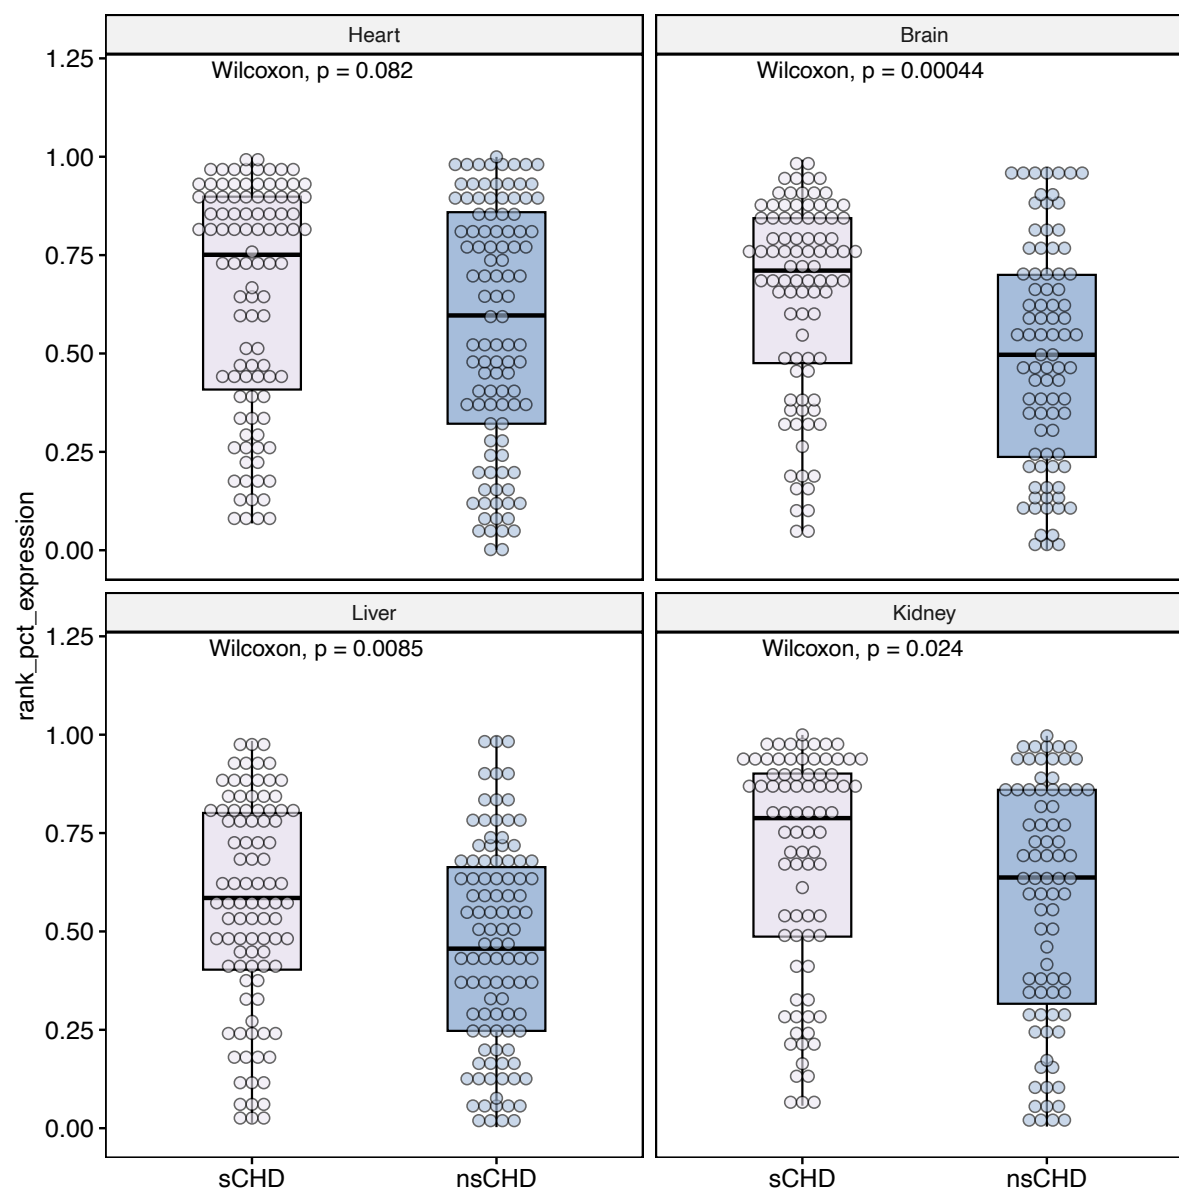 Heart
Brain
Wilcoxon, p = 0.082
Wilcoxon, p = 0.00044
1.25
1.00
0.75
0.50
0.25
0.00
rank_pct_expression
Liver
Kidney
Wilcoxon, p = 0.0085
Wilcoxon, p = 0.024
1.25
1.00
0.75
0.50
0.25
0.00
sCHD
nsCHD
sCHD
nsCHD